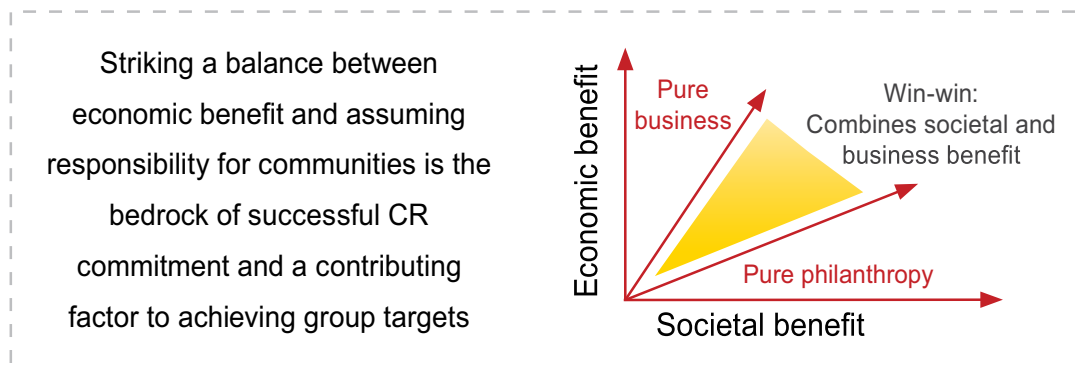 Striking a balance between
economic benefit and assuming
responsibility for communities is the
bedrock of successful CR
commitment and a contributing
factor to achieving group targets
Economic benefit
Pure
business
Win-win:
Combines societal and
business benefit
Pure philanthropy
Societal benefit